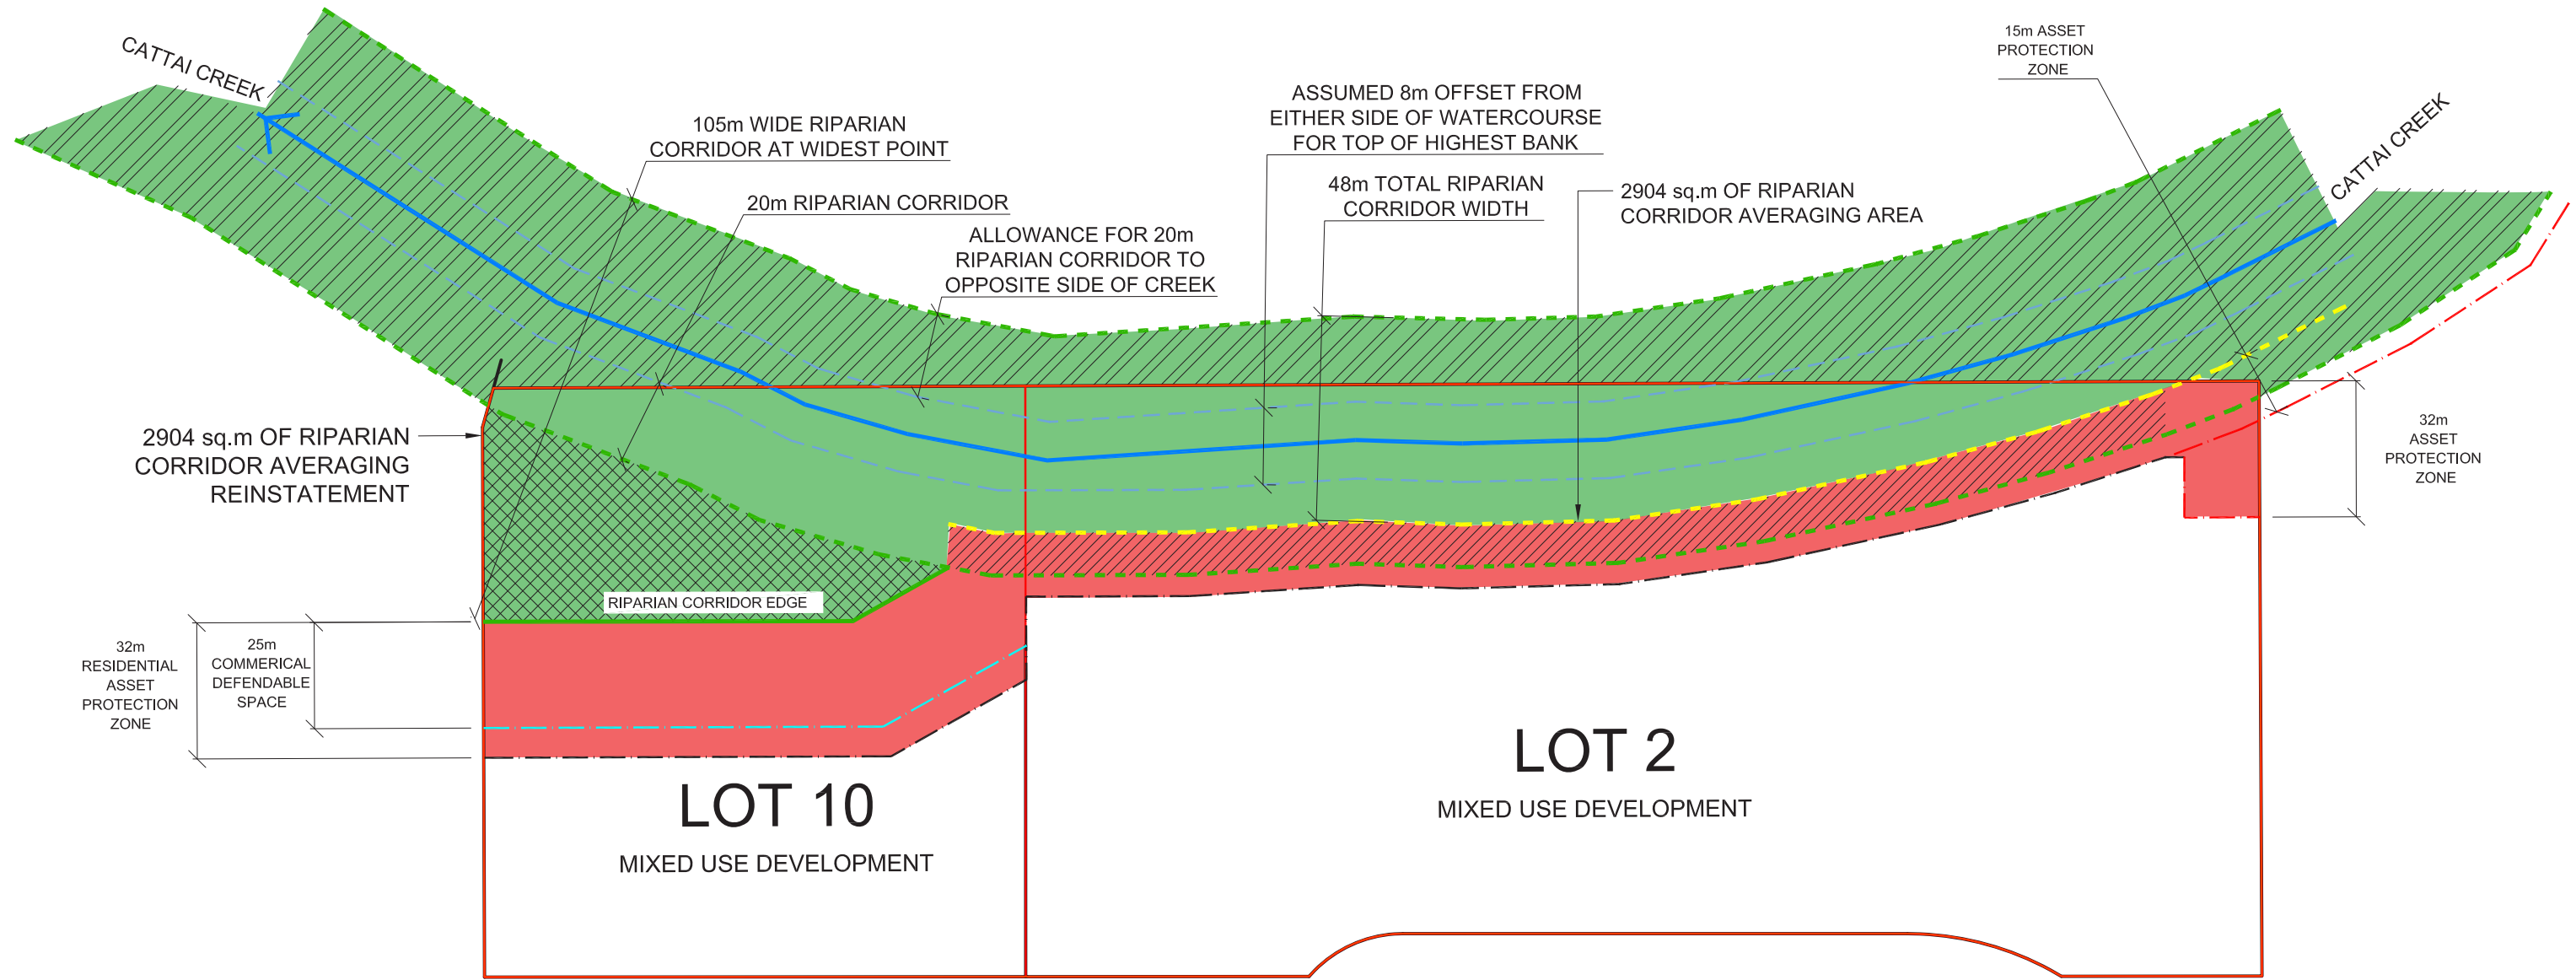 CATTAI CREEK
105m WIDE RIPARIAN
CORRIDOR AT WIDEST POINT
20m RIPARIAN CORRIDOR
ALLOWANCE FOR 20m
RIPARIAN CORRIDOR TO
OPPOSITE SIDE OF CREEK
ASSUMED 8m OFFSET FROM
EITHER SIDE OF WATERCOURSE
FOR TOP OF HIGHEST BANK
48m TOTAL RIPARIAN
CORRIDOR WIDTH
2904 sq.m OF RIPARIAN
CORRIDOR AVERAGING AREA
15m ASSET
PROTECTION
ZONE
CATTAI CREEK
2904 sq.m OF RIPARIAN
CORRIDOR AVERAGING
REINSTATEMENT
32m
ASSET
PROTECTION
ZONE
RIPARIAN CORRIDOR EDGE
32m
RESIDENTIAL
ASSET
PROTECTION
ZONE
25m
COMMERICAL
DEFENDABLE
SPACE
LOT 10
MIXED USE DEVELOPMENT
LOT 2
MIXED USE DEVELOPMENT